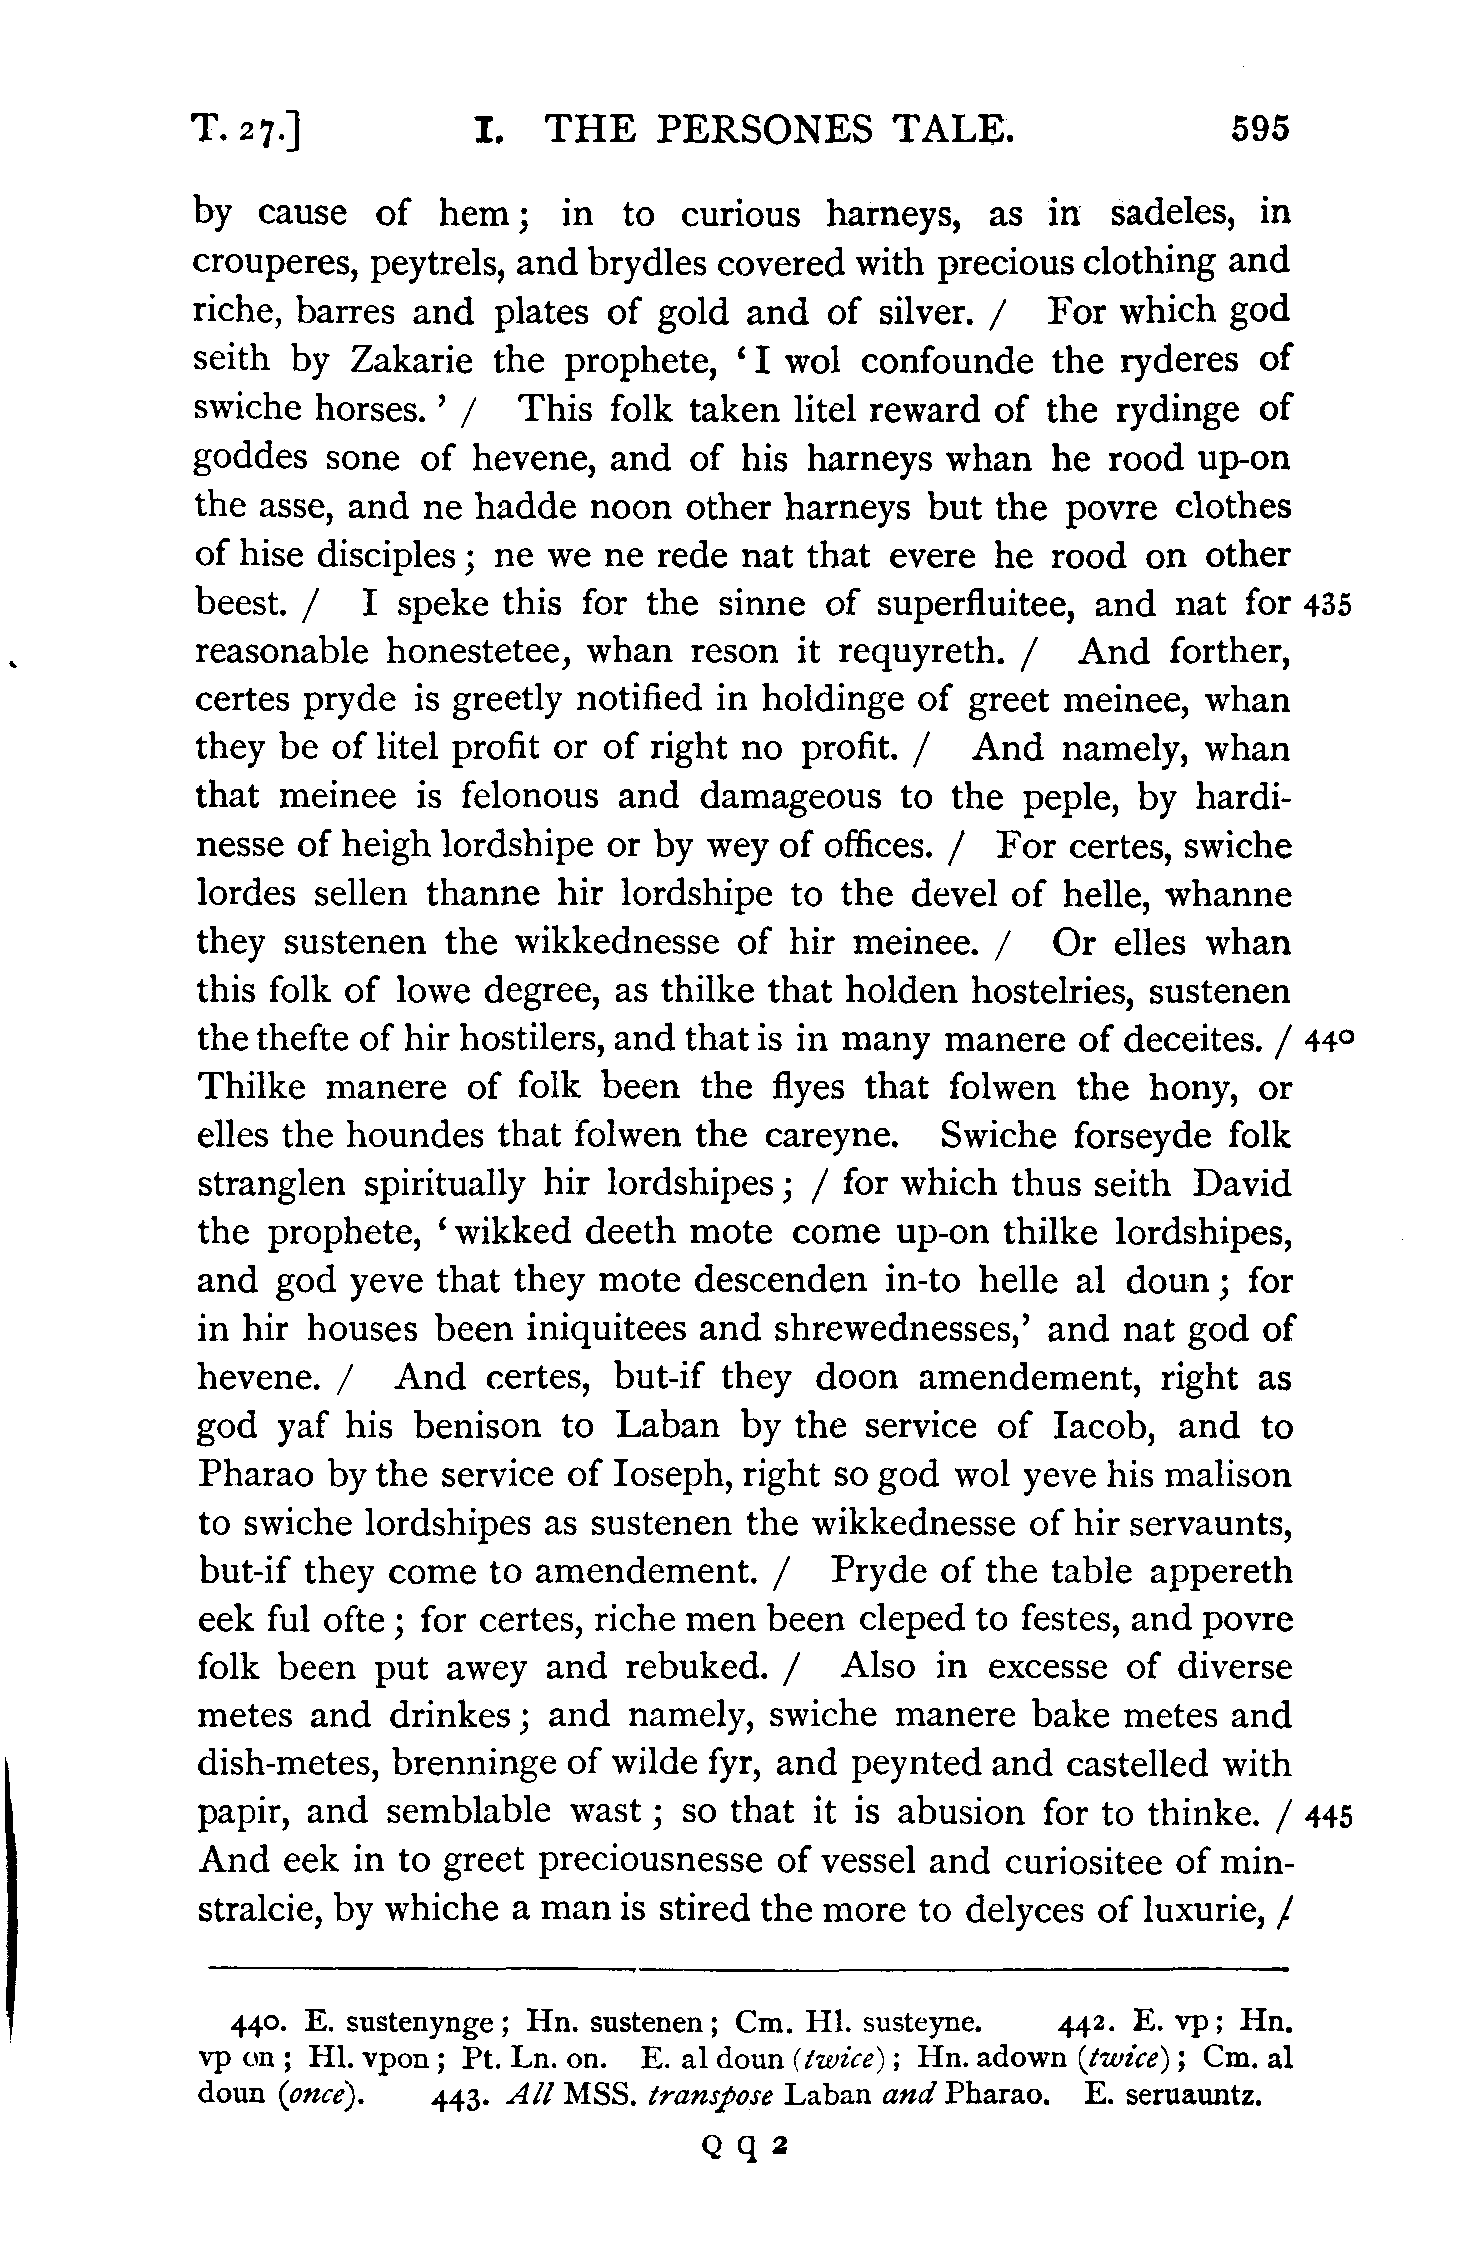 T. 27.] I. THE PERSONES TALE. 595
by cause of hem; in to curious harneys, as in sadeles, in
crouperes, peytrels, and brydles covered with precious clothing and
riche, barres and plates of gold and of silver. / For which god
seith by Zakarie the prophete, ‘I wol confounde the ryderes of
swiche horses.’ / This folk taken litel reward of the rydinge of
goddes sone of hevene, and of his harneys whan he rood up-on
the asse, and ne hadde noon other harneys but the povre clothes
of hise disciples; ne we ne rede nat that evere he rood on other
beest. / I speke this for the sinne of superfluitee, and nat for 435
reasonable honestetee, whan reson it requyreth. / And forther,
certes pryde is greetly notified in holdinge of greet meinee, whan
they be of litel profit or of right no profit. / And namely, whan
that meinee is felonous and damageous to the peple, by hardi-
nesse of heigh lordshipe or by wey of offices. / For certes, swiche
lordes sellen thanne hir lordshipe to the devel of helle, whanne
they sustenen the wikkednesse of hir meinee. / Or elles whan
this folk of lowe degree, as thilke that holden hostelries, sustenen
the thefte of hir hostilers, and that is in many manere of deceites. / 440
Thilke manere of folk been the flyes that folwen the hony, or
elles the houndes that folwen the careyne. Swiche forseyde folk
stranglen spiritually hir lordshipes; / for which thus seith David
the prophete, ‘wikked deeth mote come up-on thilke lordshipes,
and god yeve that they mote descenden in-to helle al doun; for
in hir houses been iniquitees and shrewednesses,’ and nat god of
hevene. / And certes, but-if they doon amendement, right as
god yaf his benison to Laban by the service of Iacob, and to
Pharao by the service of Ioseph, right so god wol yeve his malison
to swiche lordshipes as sustenen the wikkednesse of hir servaunts,
but-if they come to amendement. / Pryde of the table appereth
eek ful ofte; for certes, riche men been cleped to festes, and povre
folk been put awey and rebuked. / Also in excesse of diverse
metes and drinkes; and namely, swiche manere bake metes and
dish-metes, brenninge of wilde fyr, and peynted and castelled with
papir, and semblable wast; so that it is abusion for to thinke. / 445
And eek in to greet preciousnesse of vessel and curiositee of min-
stralcie, by whiche a man is stired the more to delyces of luxurie, /
440. E. sustenynge; Hn. sustenen; Cm. Hl. susteyne. 442. E. vp; Hn.
vp on; Hl. vpon; Pt. Ln. on. E. al doun (twice); Hn. adown (twice); Cm. al
doun (once). 443. All MSS. transpose Laban and Pharao. E. seruauntz.
Q q 2